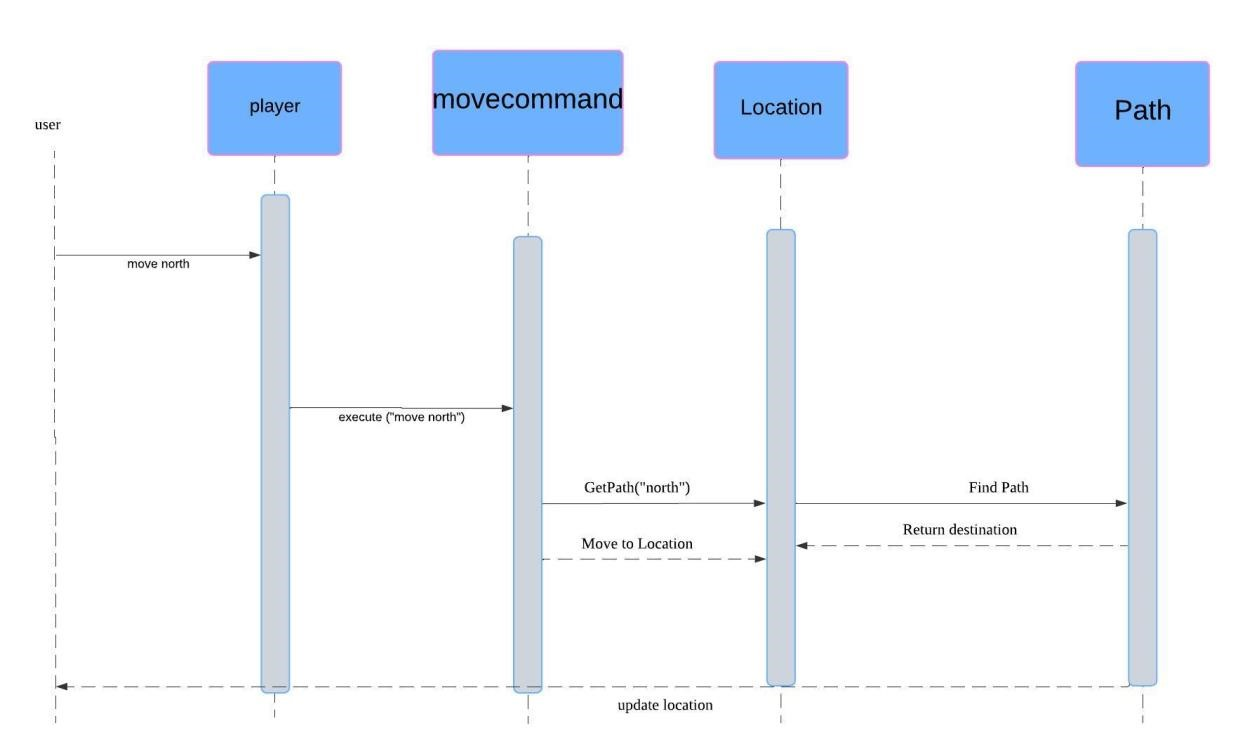 user
player
movecommand
Location
Path
move north
execute ("move north")
GetPath("north")
Find Path
Return destination
Move to Location
update location